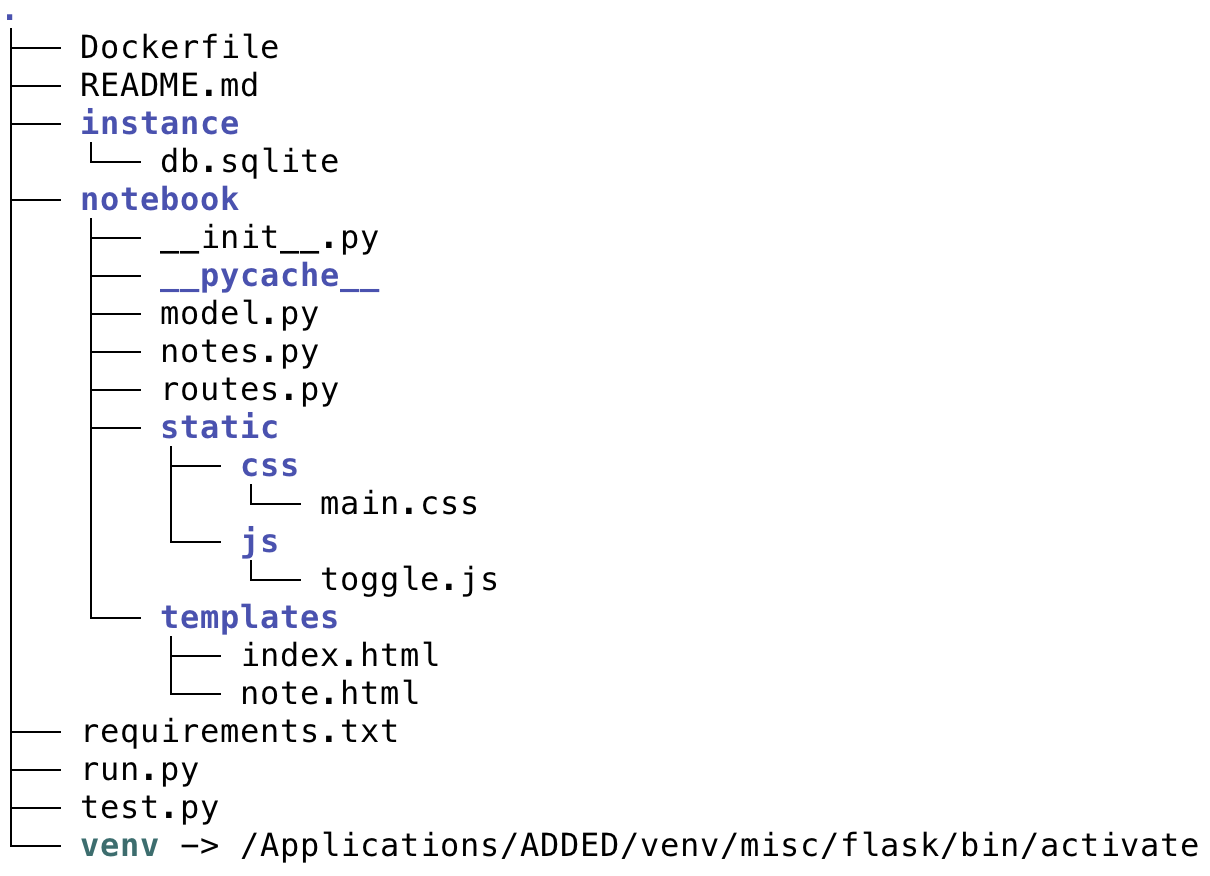 .
├── Dockerfile
├── README.md
├── instance
│   └── db.sqlite
├── notebook
│   ├── __init__.py
│   ├── __pycache__
│   ├── model.py
│   ├── notes.py
│   ├── routes.py
│   ├── static
│   │   ├── css
│   │   │   └── main.css
│   │   └── js
│   │       └── toggle.js
│   └── templates
│       ├── index.html
│       └── note.html
├── requirements.txt
├── run.py
├── test.py
└── venv -> /Applications/ADDED/venv/misc/flask/bin/activate